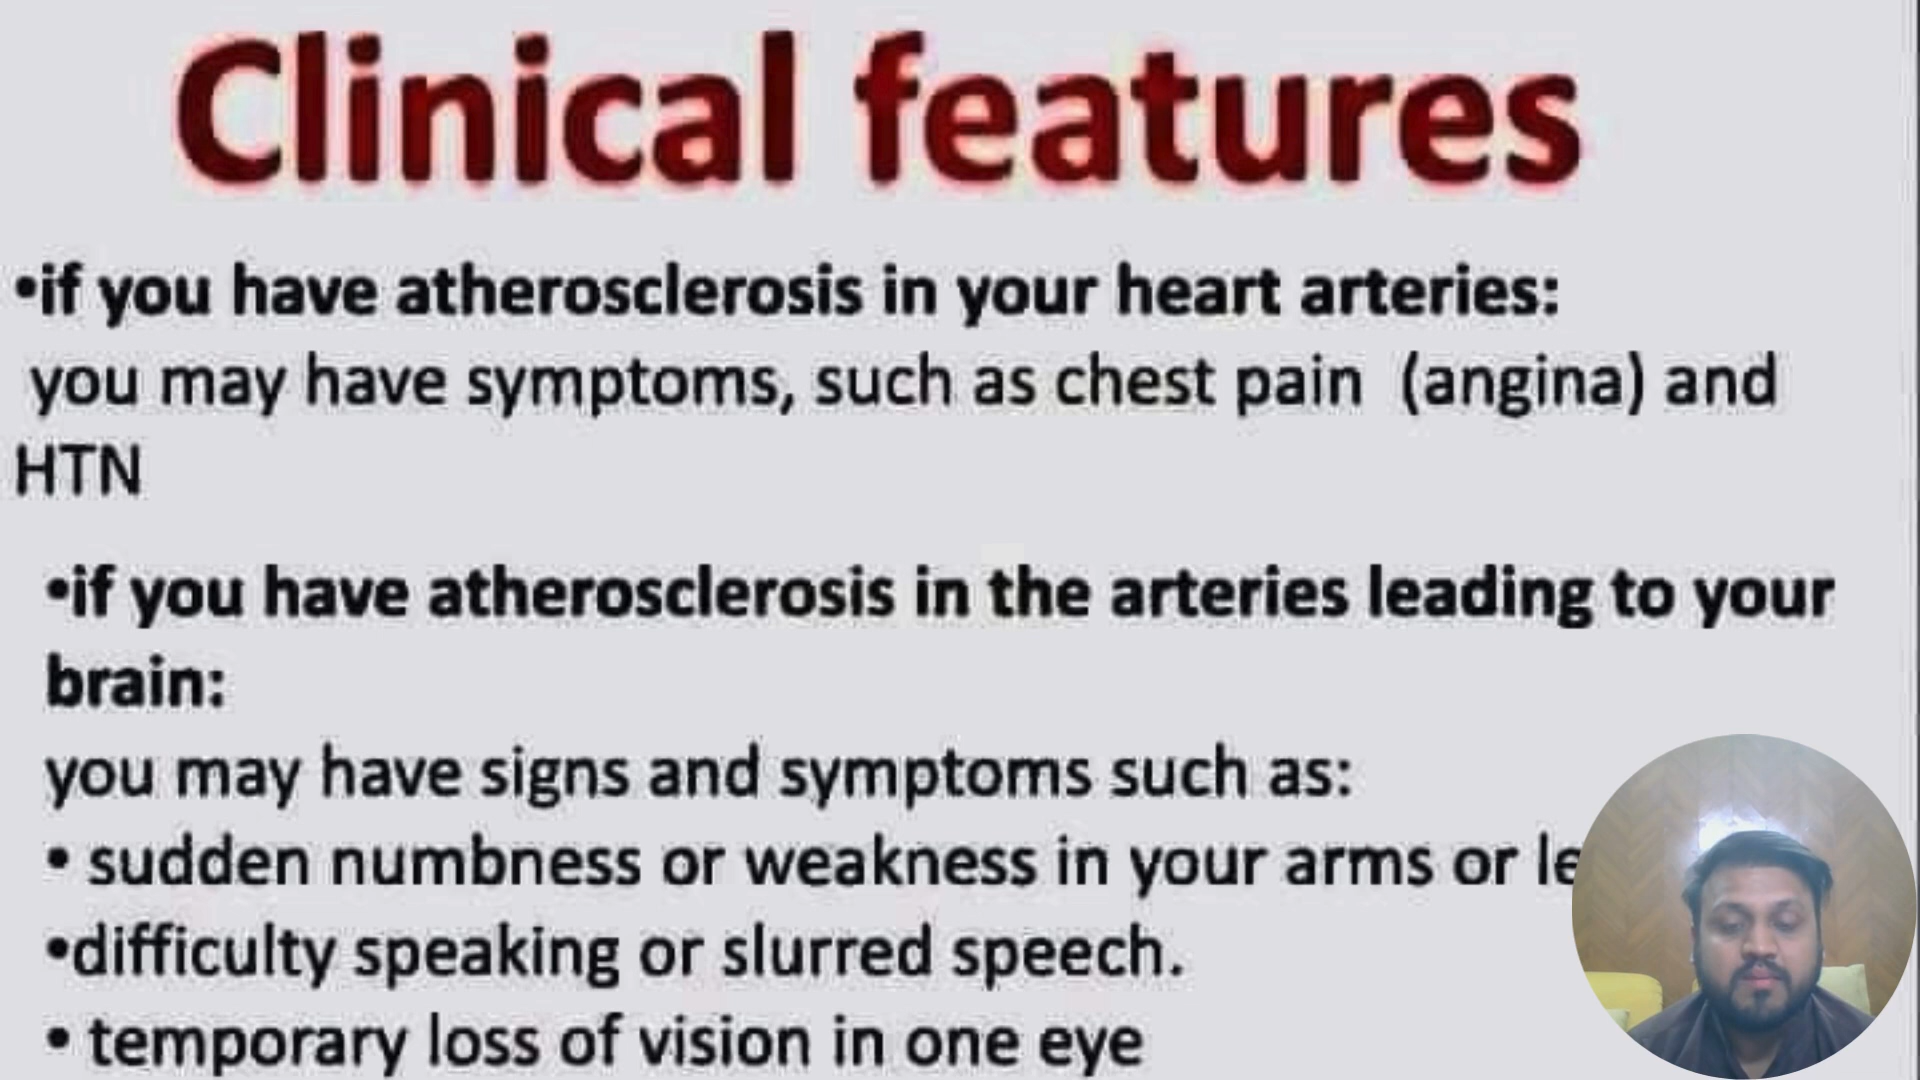 Clinical features
•if you have atherosclerosis in your heart arteries:
you may have symptoms, such as chest pain (angina) and
HTN
•if you have atherosclerosis in the arteries leading to your
brain:
you may have signs and symptoms such as:
• sudden numbness or weakness in your arms or
•difficulty speaking or slurred speech.
• temporary loss of vision in one eye